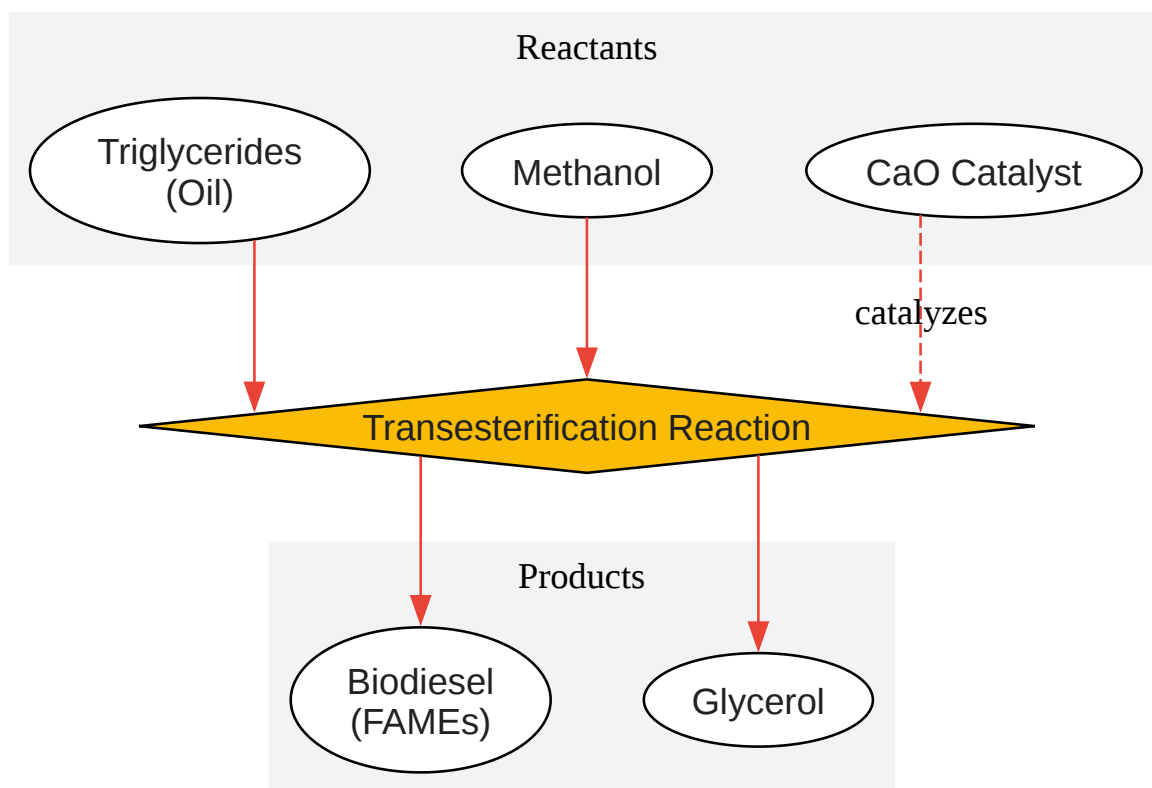 Reactants
Triglycerides
(Oil)
Methanol
CaO Catalyst
catalyzes
Transesterification Reaction
Products
Biodiesel
(FAMEs)
Glycerol